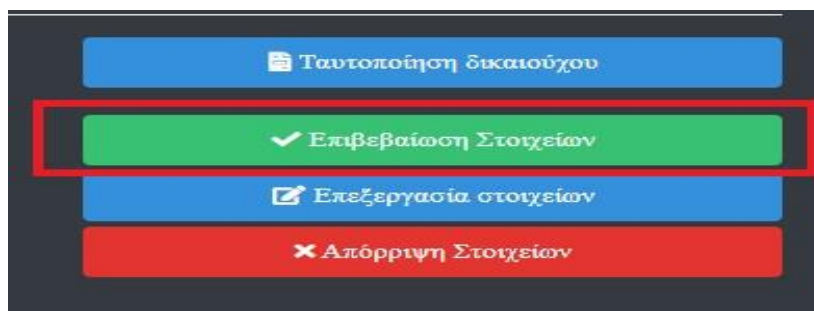 Ταυτοποίηση δικαιούχου
Επιβεβαίωση Στοιχείων
Επεξεργασία στοιχείων
Απόρριψη Στοιχείων